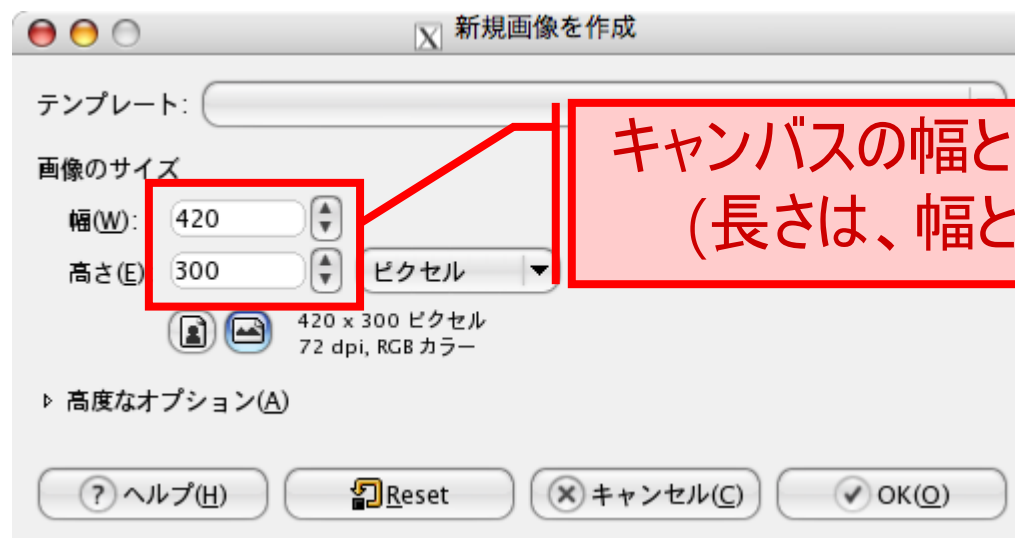 新規画像を作成
テンプレート:
キャンバスの幅と
(長さは、幅と
画像のサイズ
幅(W): 420
高さ(E) 300 ピクセル
420 x 300 ピクセル
72 dpi, RGB カラー
高度なオプション(A)
ヘルプ(H) Reset キャンセル(C) OK(O)